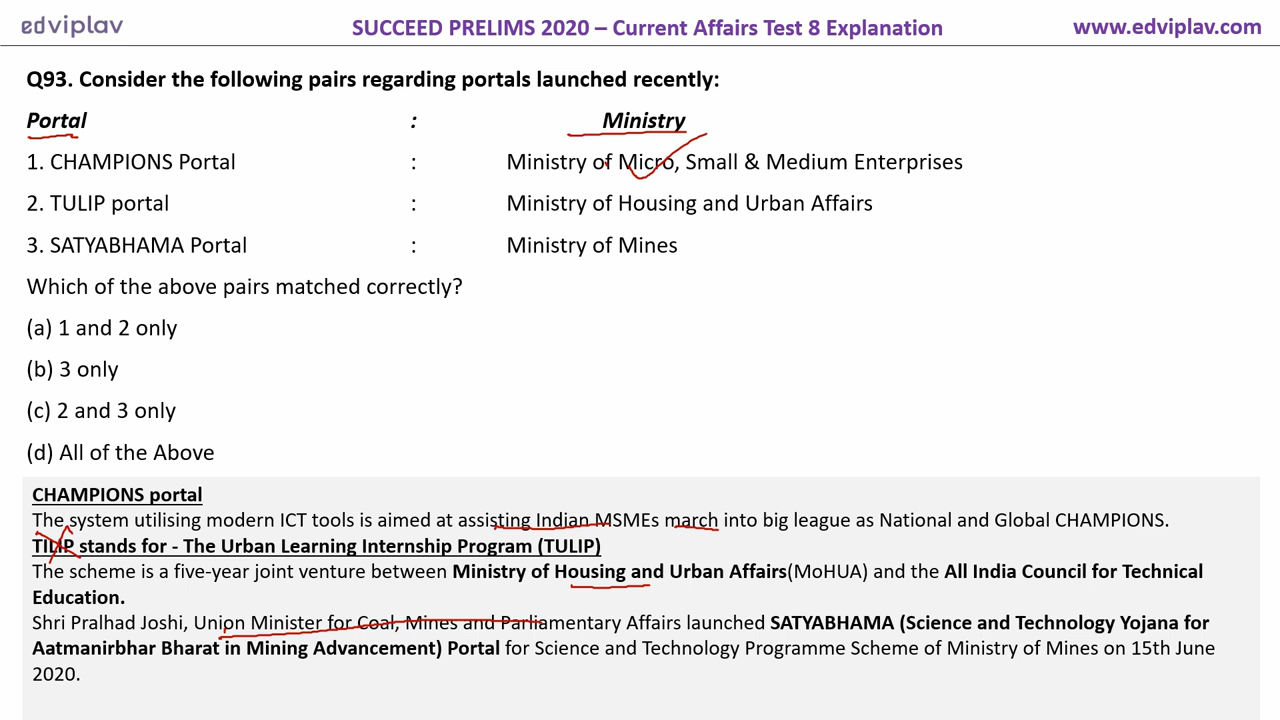 edviplav SUCCEED PRELIMS 2020 – Current Affairs Test 8 Explanation www.edviplav.com
Q93. Consider the following pairs regarding portals launched recently:
Portal : Ministry
1. CHAMPIONS Portal : Ministry of Micro, Small & Medium Enterprises
2. TULIP portal : Ministry of Housing and Urban Affairs
3. SATYABHAMA Portal : Ministry of Mines
Which of the above pairs matched correctly?
(a) 1 and 2 only
(b) 3 only
(c) 2 and 3 only
(d) All of the Above
CHAMPIONS portal
The system utilising modern ICT tools is aimed at assisting Indian MSMEs march into big league as National and Global CHAMPIONS.
TILIP stands for - The Urban Learning Internship Program (TULIP)
The scheme is a five-year joint venture between Ministry of Housing and Urban Affairs(MoHUA) and the All India Council for Technical
Education.
Shri Pralhad Joshi, Union Minister for Coal, Mines and Parliamentary Affairs launched SATYABHAMA (Science and Technology Yojana for
Aatmanirbhar Bharat in Mining Advancement) Portal for Science and Technology Programme Scheme of Ministry of Mines on 15th June
2020.